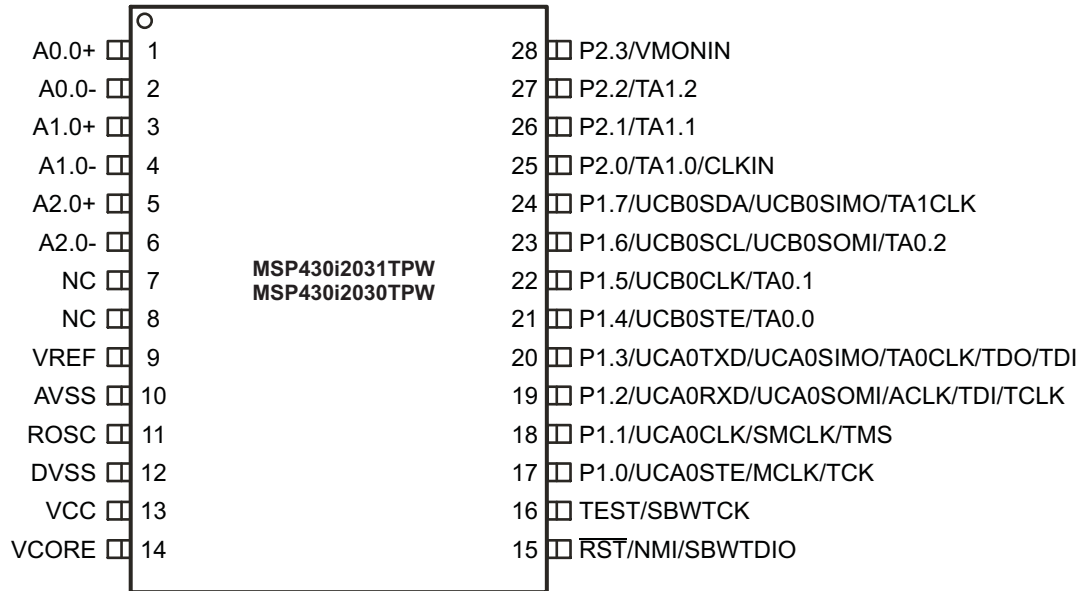 A0.0+ 1 28 P2.3/VMONIN
A0.0- 2 27 P2.2/TA1.2
A1.0+ 3 26 P2.1/TA1.1
A1.0- 4 25 P2.0/TA1.0/CLKIN
A2.0+ 5 24 P1.7/UCB0SDA/UCB0SIMO/TA1CLK
A2.0- 6 23 P1.6/UCB0SCL/UCB0SOMI/TA0.2
MSP430i2031TPW
NC 7 22 P1.5/UCB0CLK/TA0.1
MSP430i2030TPW
NC 8 21 P1.4/UCB0STE/TA0.0
VREF 9 20 P1.3/UCA0TXD/UCA0SIMO/TA0CLK/TDO/TDI
AVSS 10 19 P1.2/UCA0RXD/UCA0SOMI/ACLK/TDI/TCLK
ROSC 11 18 P1.1/UCA0CLK/SMCLK/TMS
DVSS 12 17 P1.0/UCA0STE/MCLK/TCK
VCC 13 16 TEST/SBWTCK
VCORE 14 15 RST/NMI/SBWTDIO